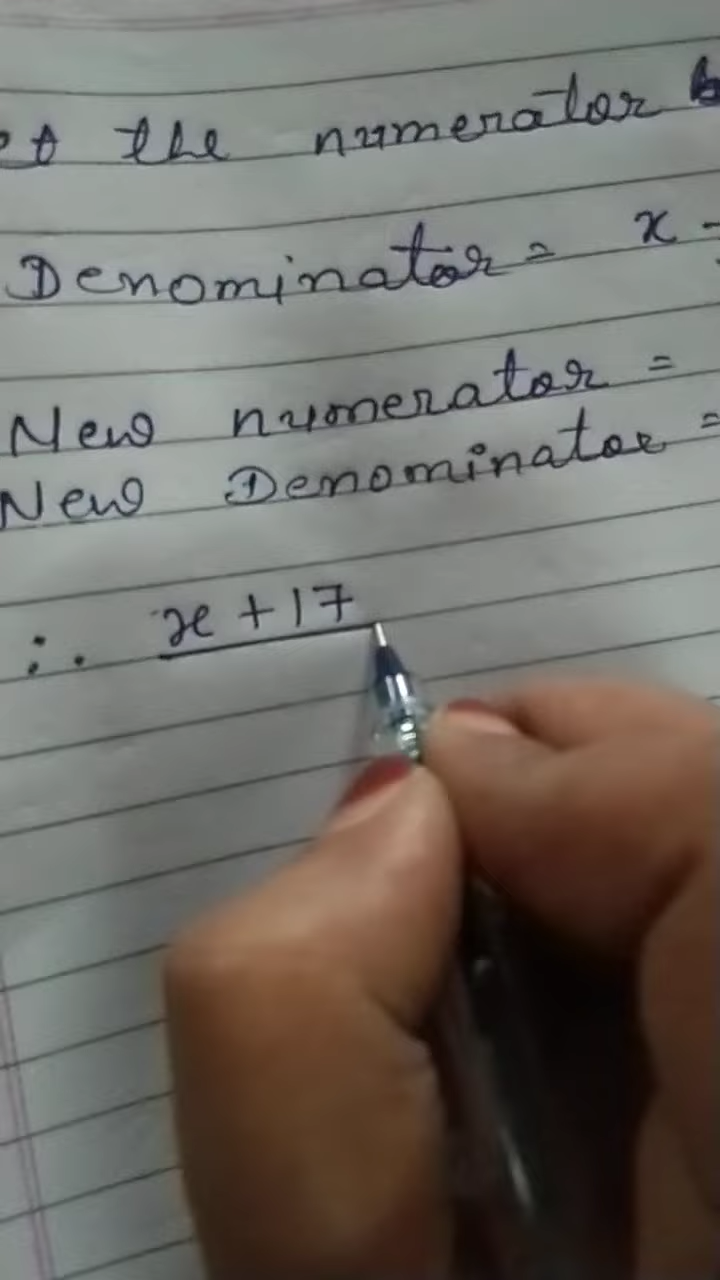 the numerator
Denominator = x
New numerator =
New Denominator =
∴ x + 17